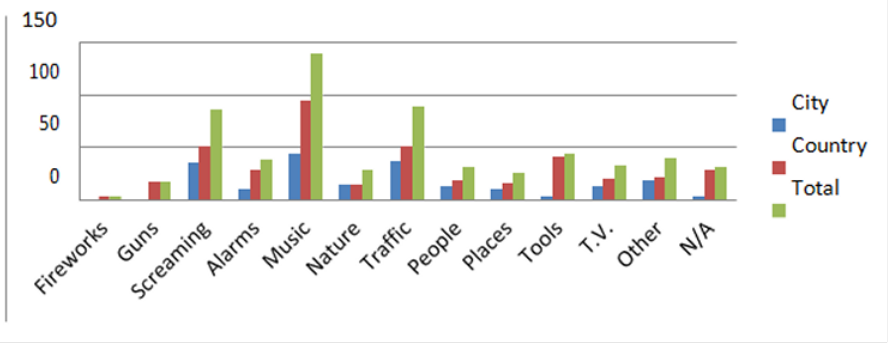 150
100
50
0
Fireworks
Guns
Screaming
Alarms
Music
Nature
Traffic
People
Places
Tools
T.V.
Other
N/A
City
Country
Total